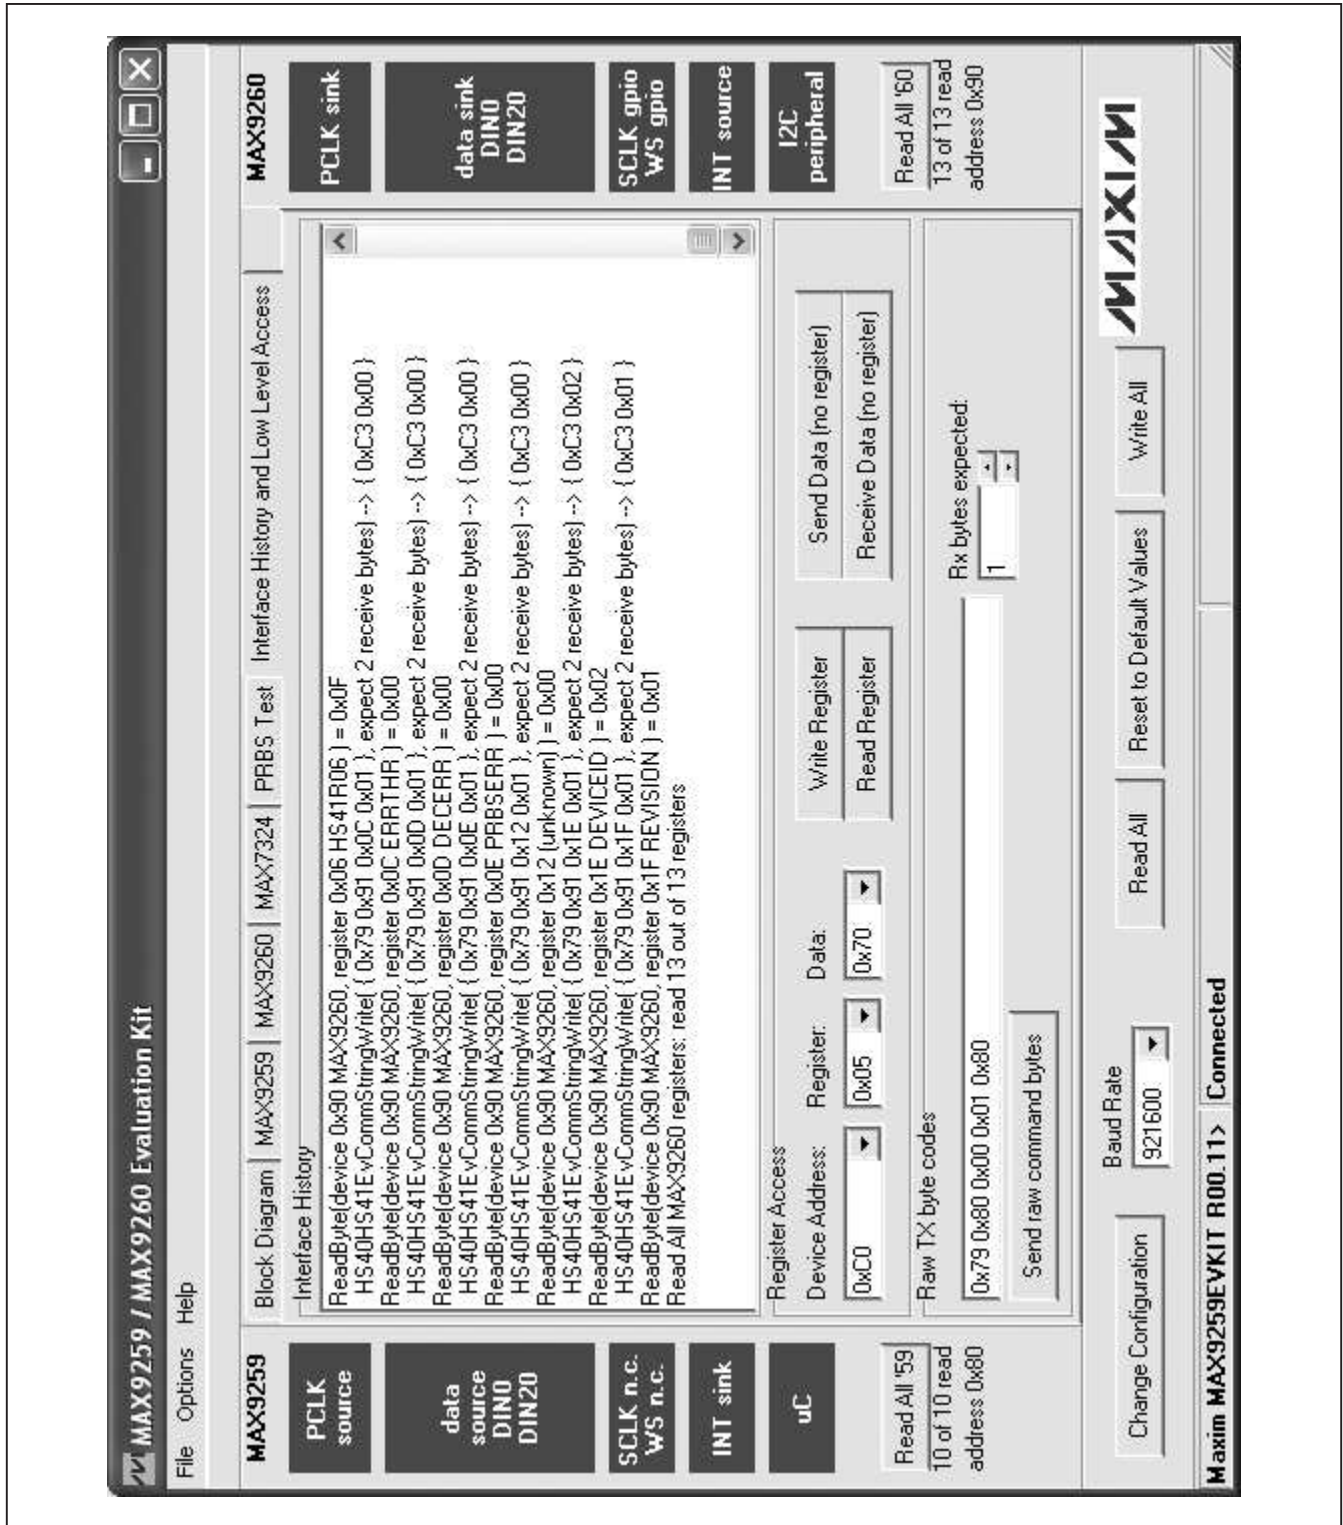 MAX9259 / MAX9260 Evaluation Kit
File Options Help
MAX9259
PCLK
source
data
source
DIN0
DIN20
SCLK n.c.
WS n.c.
INT sink
uC
Read All '59
10 of 10 read
address 0x80
Block Diagram MAX9259 MAX9260 MAX7324 PRBS Test Interface History and Low Level Access
Interface History
ReadByte(device 0x90 MAX9260, register 0x06 HS41R06 ) = 0x0F
HS40HS41EvCommStringWrite( { 0x79 0x91 0x0C 0x01 }, expect 2 receive bytes) --> { 0xC3 0x00 }
ReadByte(device 0x90 MAX9260, register 0x0C ERRTHR ) = 0x00
HS40HS41EvCommStringWrite( { 0x79 0x91 0x0D 0x01 }, expect 2 receive bytes) --> { 0xC3 0x00 }
ReadByte(device 0x90 MAX9260, register 0x0D DECERR ) = 0x00
HS40HS41EvCommStringWrite( { 0x79 0x91 0x0E 0x01 }, expect 2 receive bytes) --> { 0xC3 0x00 }
ReadByte(device 0x90 MAX9260, register 0x0E PRBSERR ) = 0x00
HS40HS41EvCommStringWrite( { 0x79 0x91 0x12 0x01 }, expect 2 receive bytes) --> { 0xC3 0x00 }
ReadByte(device 0x90 MAX9260, register 0x12 (unknown) ) = 0x00
HS40HS41EvCommStringWrite( { 0x79 0x91 0x1E 0x01 }, expect 2 receive bytes) --> { 0xC3 0x02 }
ReadByte(device 0x90 MAX9260, register 0x1E DEVICEID ) = 0x02
HS40HS41EvCommStringWrite( { 0x79 0x91 0x1F 0x01 }, expect 2 receive bytes) --> { 0xC3 0x01 }
ReadByte(device 0x90 MAX9260, register 0x1F REVISION ) = 0x01
Read All MAX9260 registers: read 13 out of 13 registers
Register Access
Device Address: Register: Data:
0xC0 0x05 0x70
Write Register
Read Register
Send Data (no register)
Receive Data (no register)
Raw TX byte codes
Rx bytes expected:
0x79 0x80 0x00 0x01 0x80
1
Send raw command bytes
MAX9260
PCLK sink
data sink
DIN0
DIN20
SCLK gpio
WS gpio
INT source
I2C
peripheral
Read All '60
13 of 13 read
address 0x90
Change Configuration
Baud Rate
921600
Read All
Reset to Default Values
Write All
MAXIM
Maxim MAX9259EVKIT R00.11> Connected